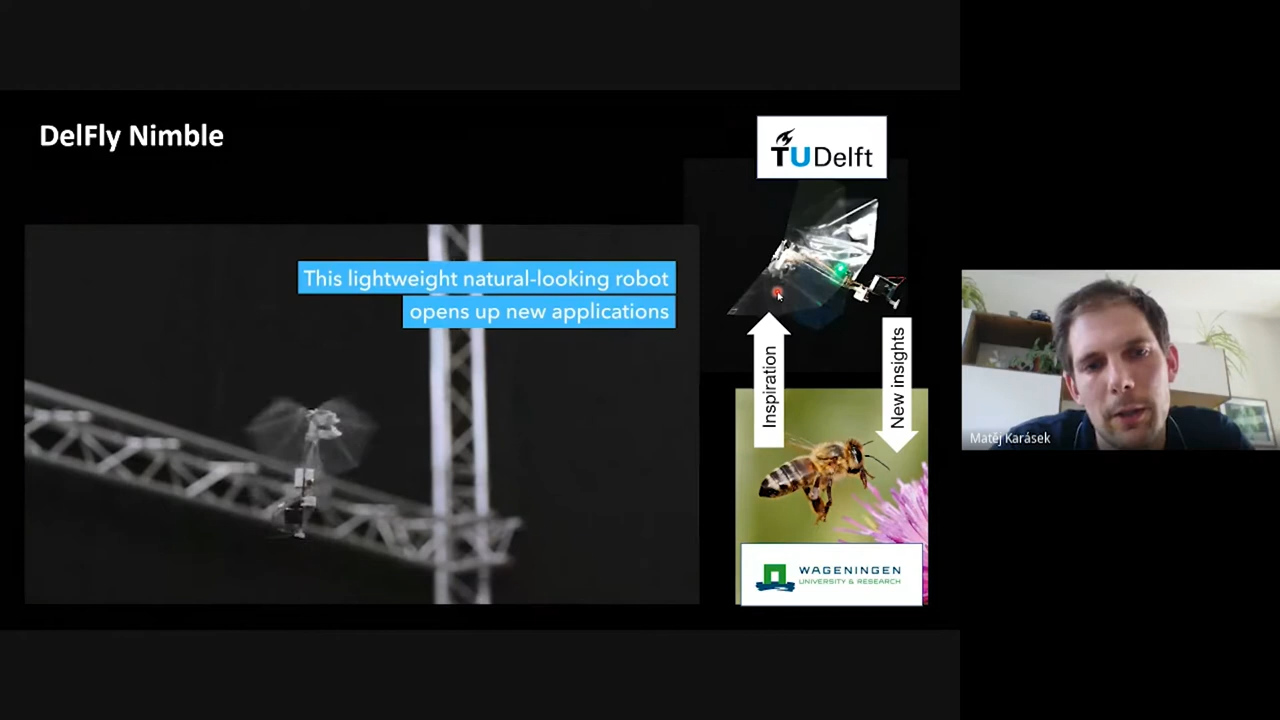 DelFly Nimble
TUDelft
This lightweight natural-looking robot
opens up new applications
Inspiration
New insights
WAGENINGEN
UNIVERSITY & RESEARCH
Matěj Karásek